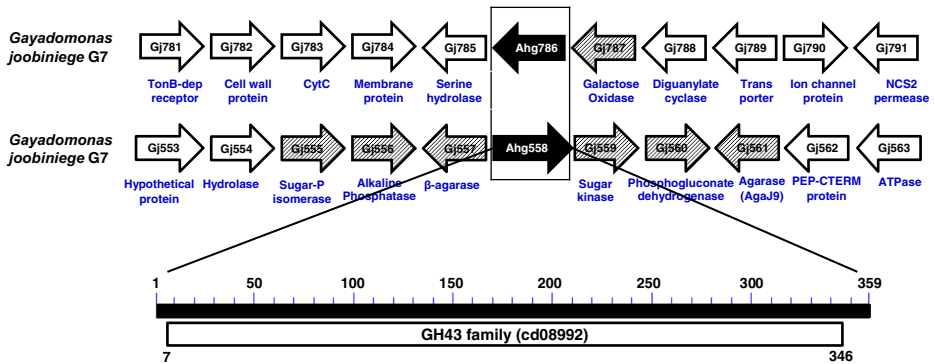 Gayadomonas
joobiniege G7
Gj781 Gj782 Gj783 Gj784 Gj785 Ahg786 Gj787 Gj788 Gj789 Gj790 Gj791
TonB-dep Cell wall CytC Membrane Serine Galactose Diguanylate Trans Ion channel NCS2
receptor protein protein hydrolase Oxidase cyclase porter protein permease
Gayadomonas
joobiniege G7
Gj553 Gj554 Gj555 Gj556 Gj557 Ahg558 Gj559 Gj560 Gj561 Gj562 Gj563
Hypothetical Hydrolase Sugar-P Alkaline β-agarase Sugar Phosphogluconate Agarase PEP-CTERM ATPase
protein isomerase Phosphatase kinase dehydrogenase (AgaJ9) protein
1 50 100 150 200 250 300 359
GH43 family (cd08992)
7 346